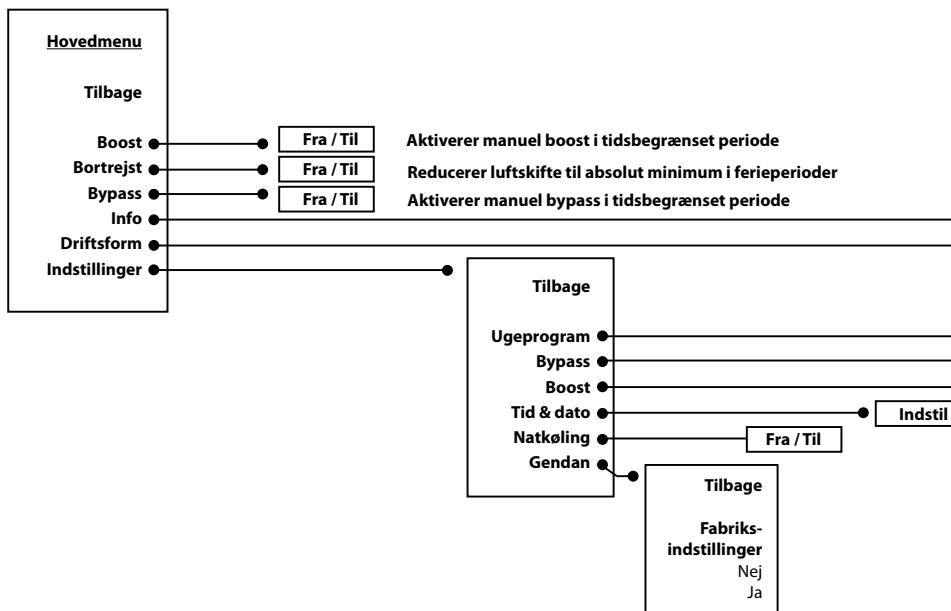 Hovedmenu
Tilbage
Boost
Fra / Til
Aktiverer manuel boost i tidsbegrænset periode
Bortrejst
Fra / Til
Reducerer luftskifte til absolut minimum i ferieperioder
Bypass
Fra / Til
Aktiverer manuel bypass i tidsbegrænset periode
Info
Driftsform
Indstillinger
Tilbage
Ugeprogram
Bypass
Boost
Tid & dato
Indstil
Natkøling
Fra / Til
Gendan
Tilbage
Fabriks-
indstillinger
Nej
Ja